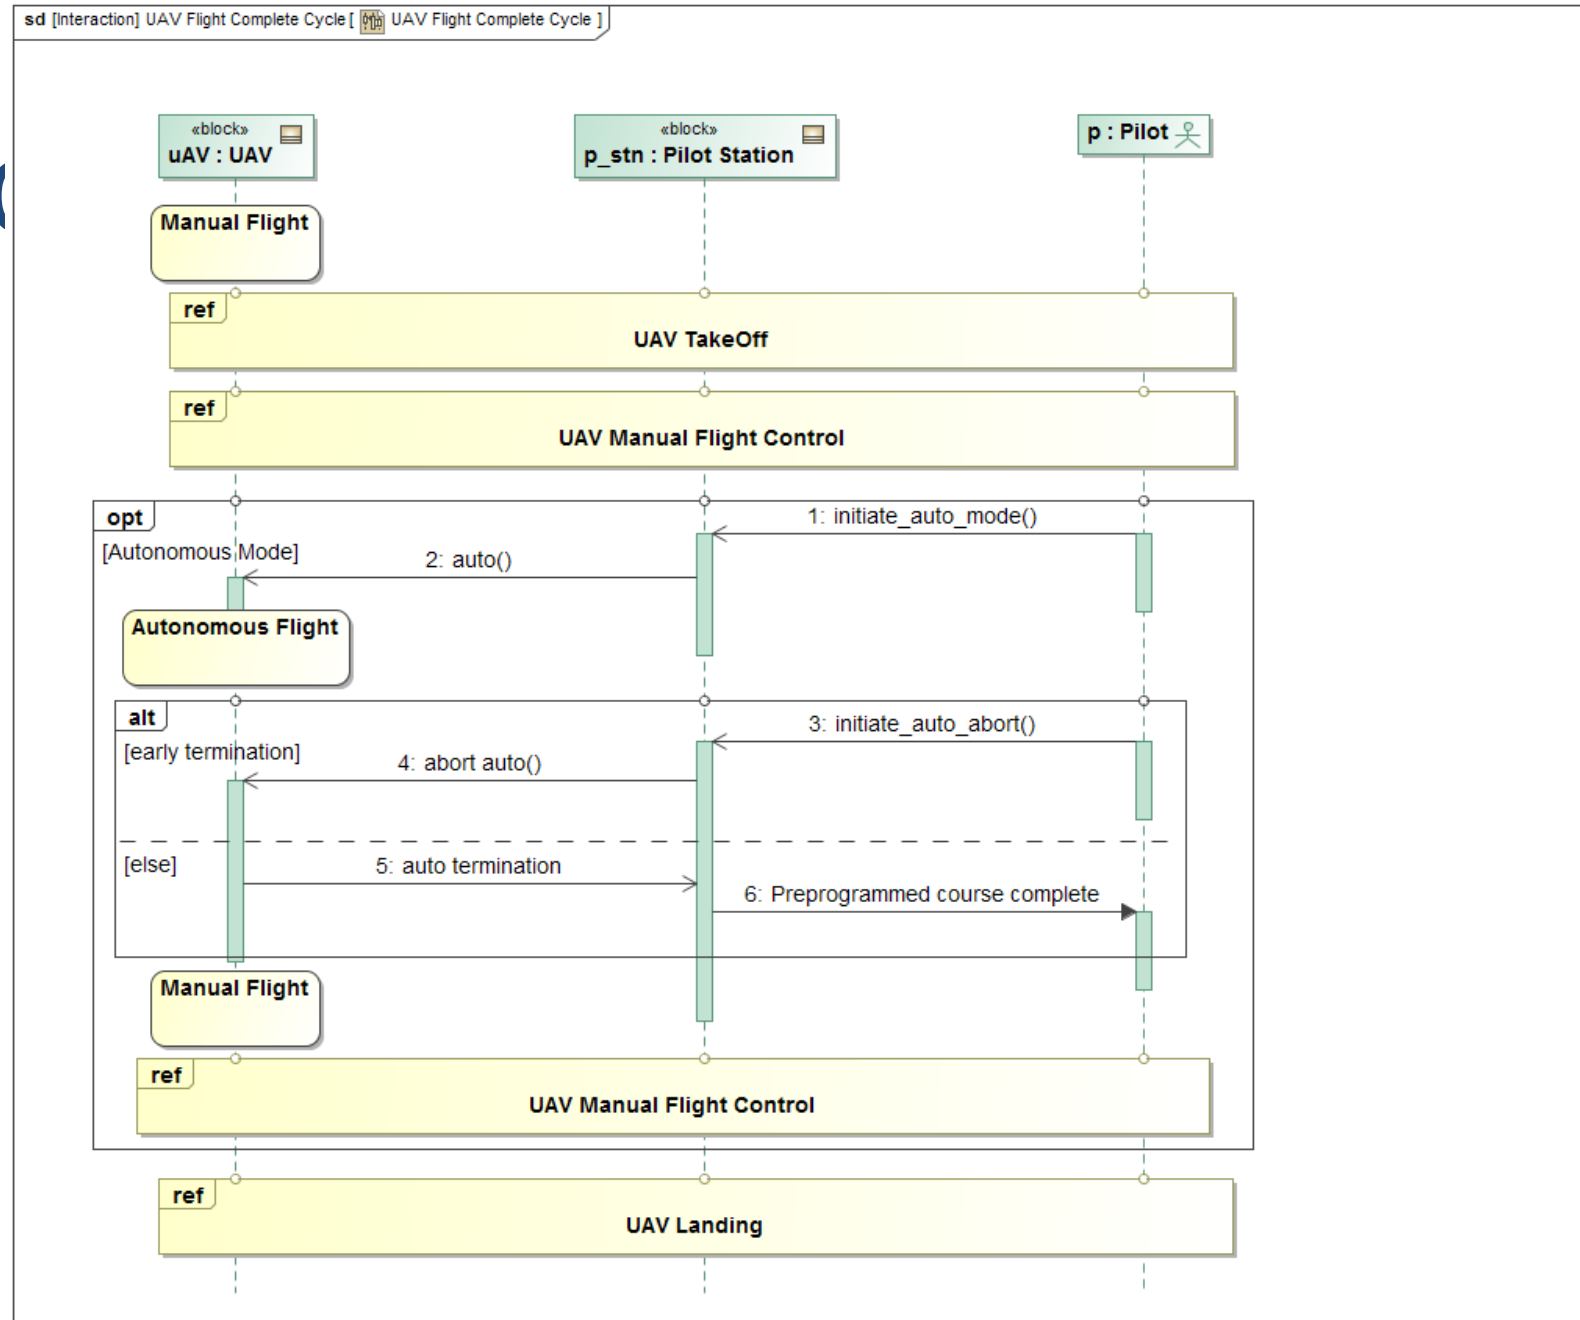 sd [Interaction] UAV Flight Complete Cycle [ UAV Flight Complete Cycle ]
«block»
uAV : UAV
«block»
p_stn : Pilot Station
p : Pilot
Manual Flight
ref
UAV TakeOff
ref
UAV Manual Flight Control
opt
[Autonomous Mode]
1: initiate_auto_mode()
2: auto()
Autonomous Flight
alt
[early termination]
3: initiate_auto_abort()
4: abort auto()
[else]
5: auto termination
6: Preprogrammed course complete
Manual Flight
ref
UAV Manual Flight Control
ref
UAV Landing